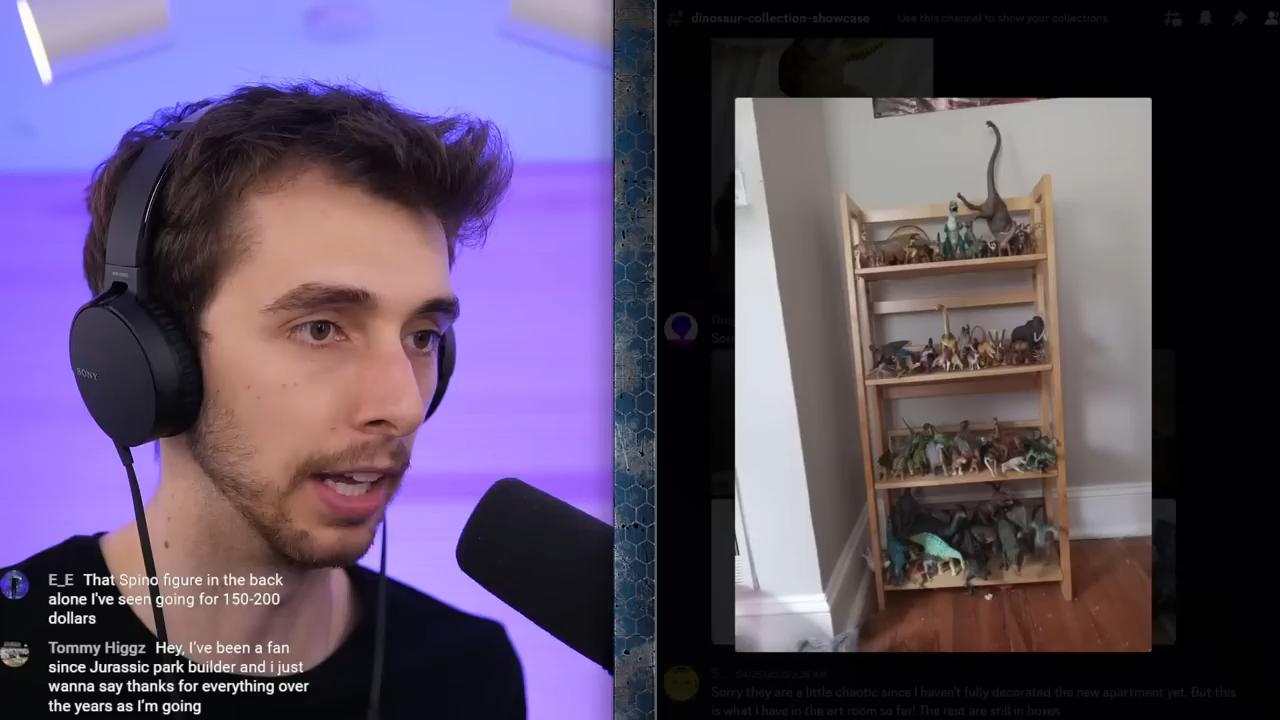 dinosaur-collection-showcase
Use this channel to show your collections
SONY
E_E That Spino figure in the back
alone I've seen going for 150-200
dollars
Tommy Higgz Hey, I've been a fan
since Jurassic park builder and i just
wanna say thanks for everything over
the years as I'm going
Sorry they are a little chaotic since I haven't fully decorated the new apartment yet. But this
is what I have in the art room so far! The rest are still in boxes